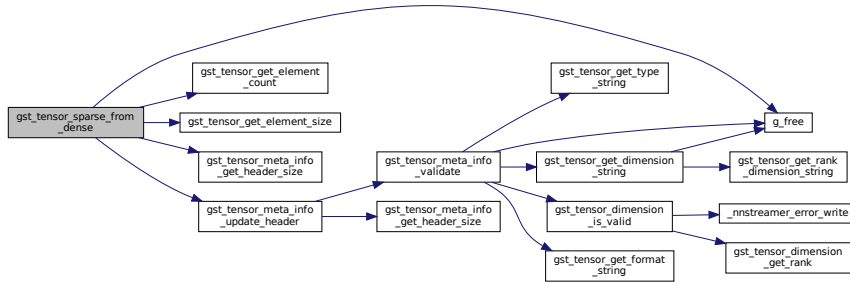 gst_tensor_sparse_from
_dense
gst_tensor_get_element
_count
gst_tensor_get_element_size
gst_tensor_meta_info
_get_header_size
gst_tensor_meta_info
_update_header
gst_tensor_meta_info
_validate
gst_tensor_meta_info
_get_header_size
gst_tensor_get_type
_string
gst_tensor_get_dimension
_string
gst_tensor_dimension
_is_valid
gst_tensor_get_format
_string
g_free
gst_tensor_get_rank
_dimension_string
_nnstreamer_error_write
gst_tensor_dimension
_get_rank